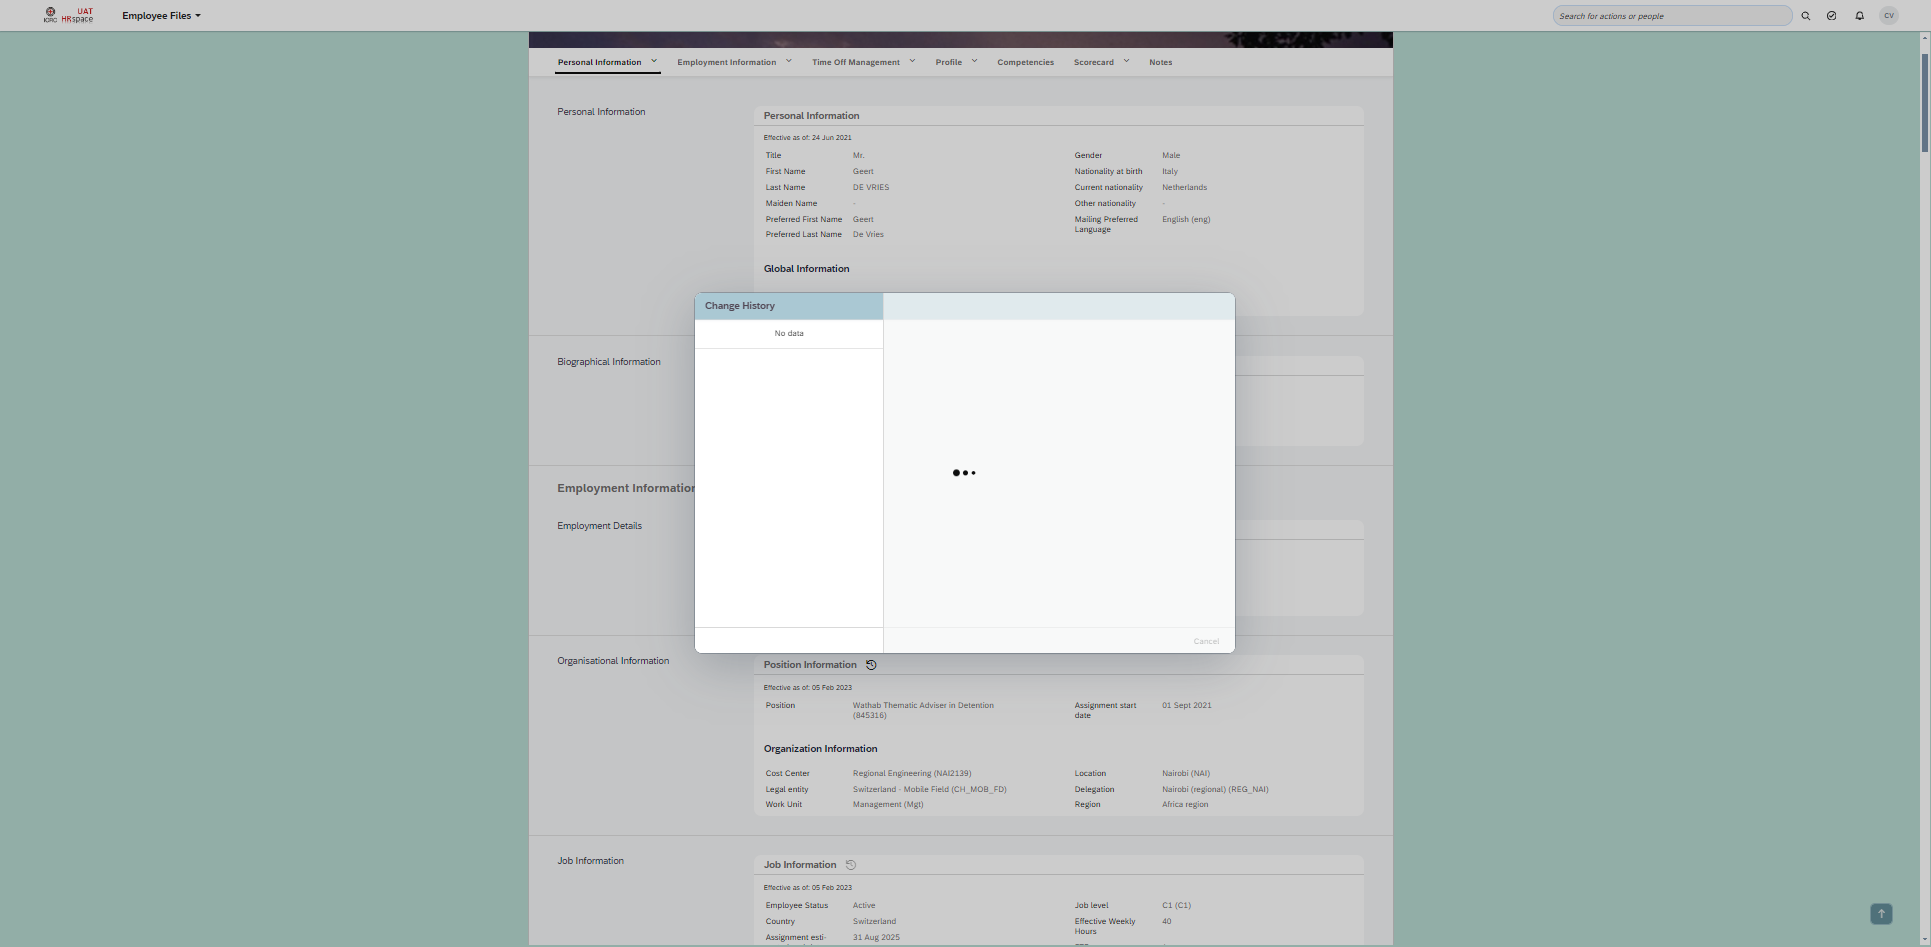 ICRC
UAT
HRspace
Employee Files
Search for actions or people
CV
Personal Information
Employment Information
Time Off Management
Profile
Competencies
Scorecard
Notes
Personal Information
Personal Information
Effective as of: 24 Jun 2021
Title Mr.
First Name Geert
Last Name DE VRIES
Maiden Name -
Preferred First Name Geert
Preferred Last Name De Vries
Gender Male
Nationality at birth Italy
Current nationality Netherlands
Other nationality -
Mailing Preferred English (eng)
Language
Global Information
Change History
No data
Cancel
Biographical Information
Employment Information
Employment Details
Organisational Information
Position Information
Effective as of: 05 Feb 2023
Position Wathab Thematic Adviser in Detention
(845316)
Assignment start 01 Sept 2021
date
Organization Information
Cost Center Regional Engineering (NAI2139)
Legal entity Switzerland - Mobile Field (CH_MOB_FD)
Work Unit Management (Mgt)
Location Nairobi (NAI)
Delegation Nairobi (regional) (REG_NAI)
Region Africa region
Job Information
Job Information
Effective as of: 05 Feb 2023
Employee Status Active
Country Switzerland
Assignment esti- 31 Aug 2025
Job level C1 (C1)
Effective Weekly 40
Hours